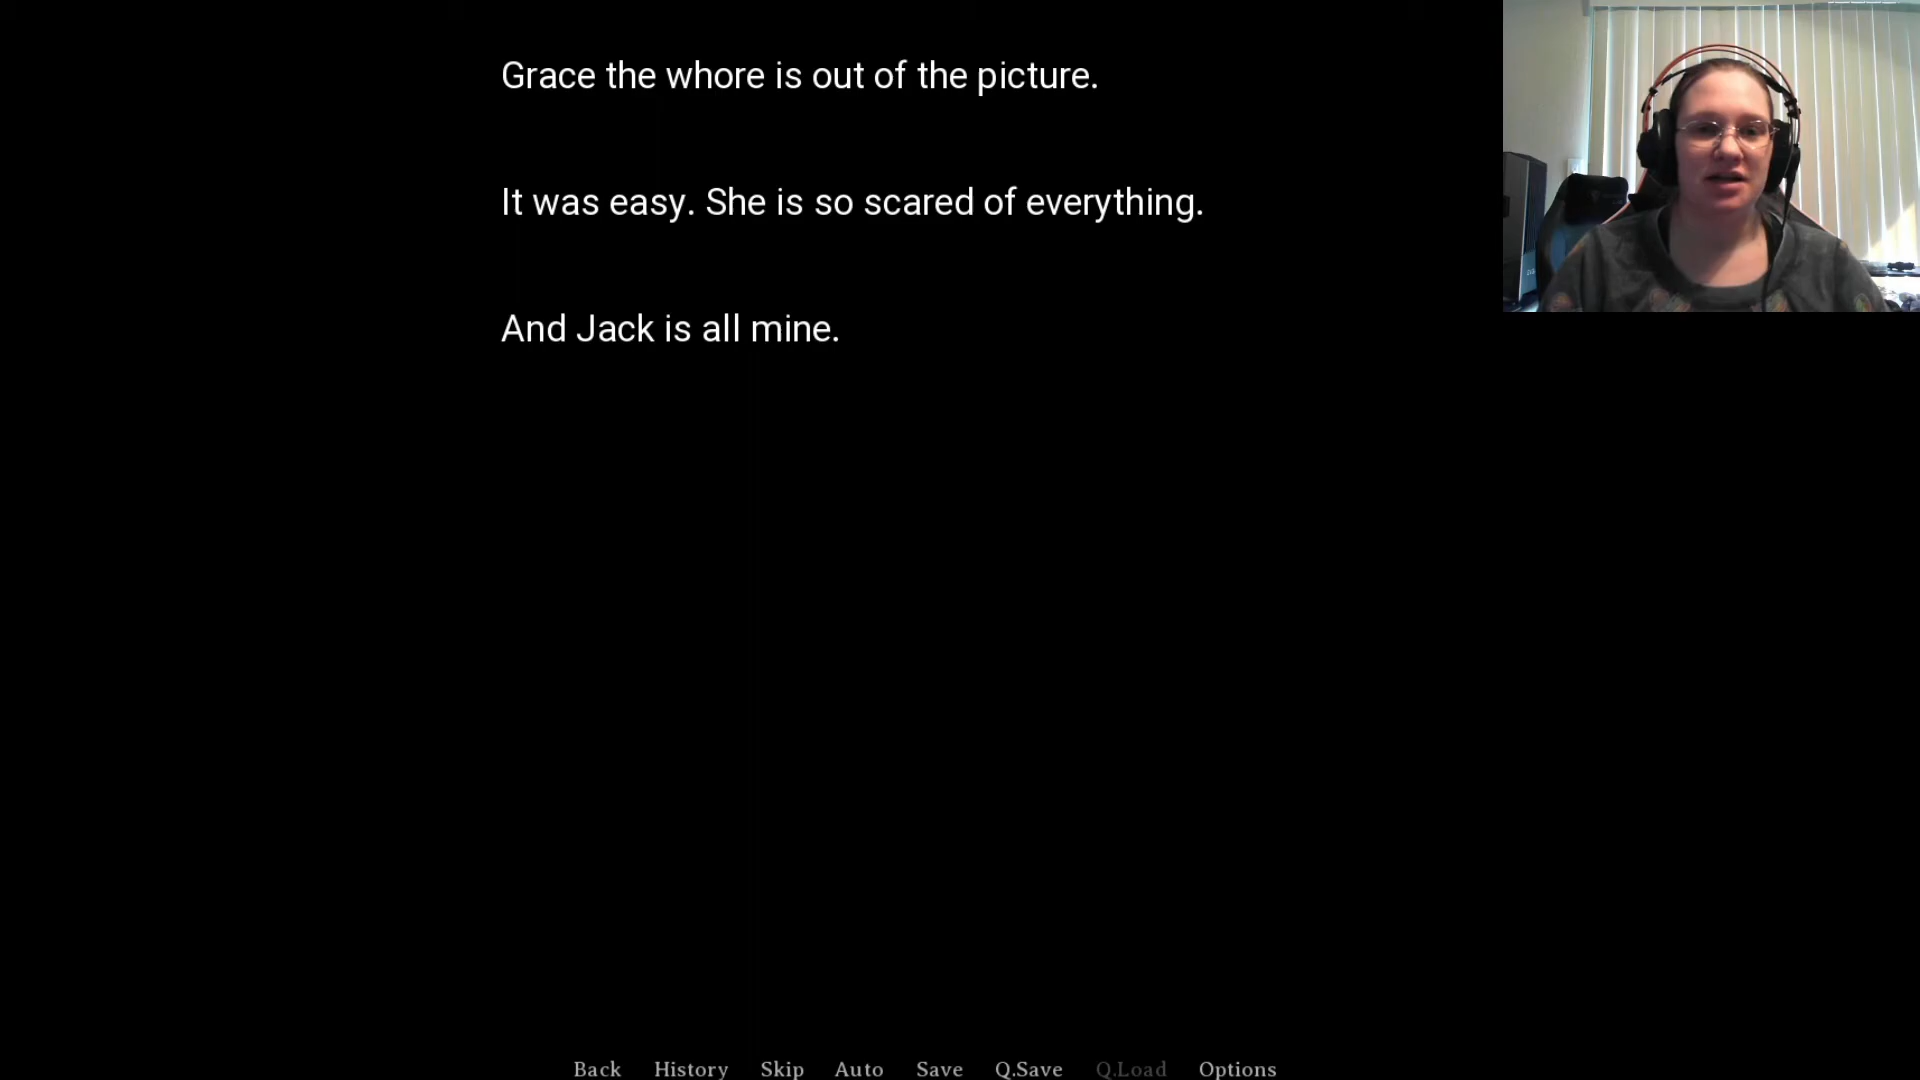 Grace the whore is out of the picture.
It was easy. She is so scared of everything.
And Jack is all mine.
Back History Skip Auto Save Q.Save Q.Load Options